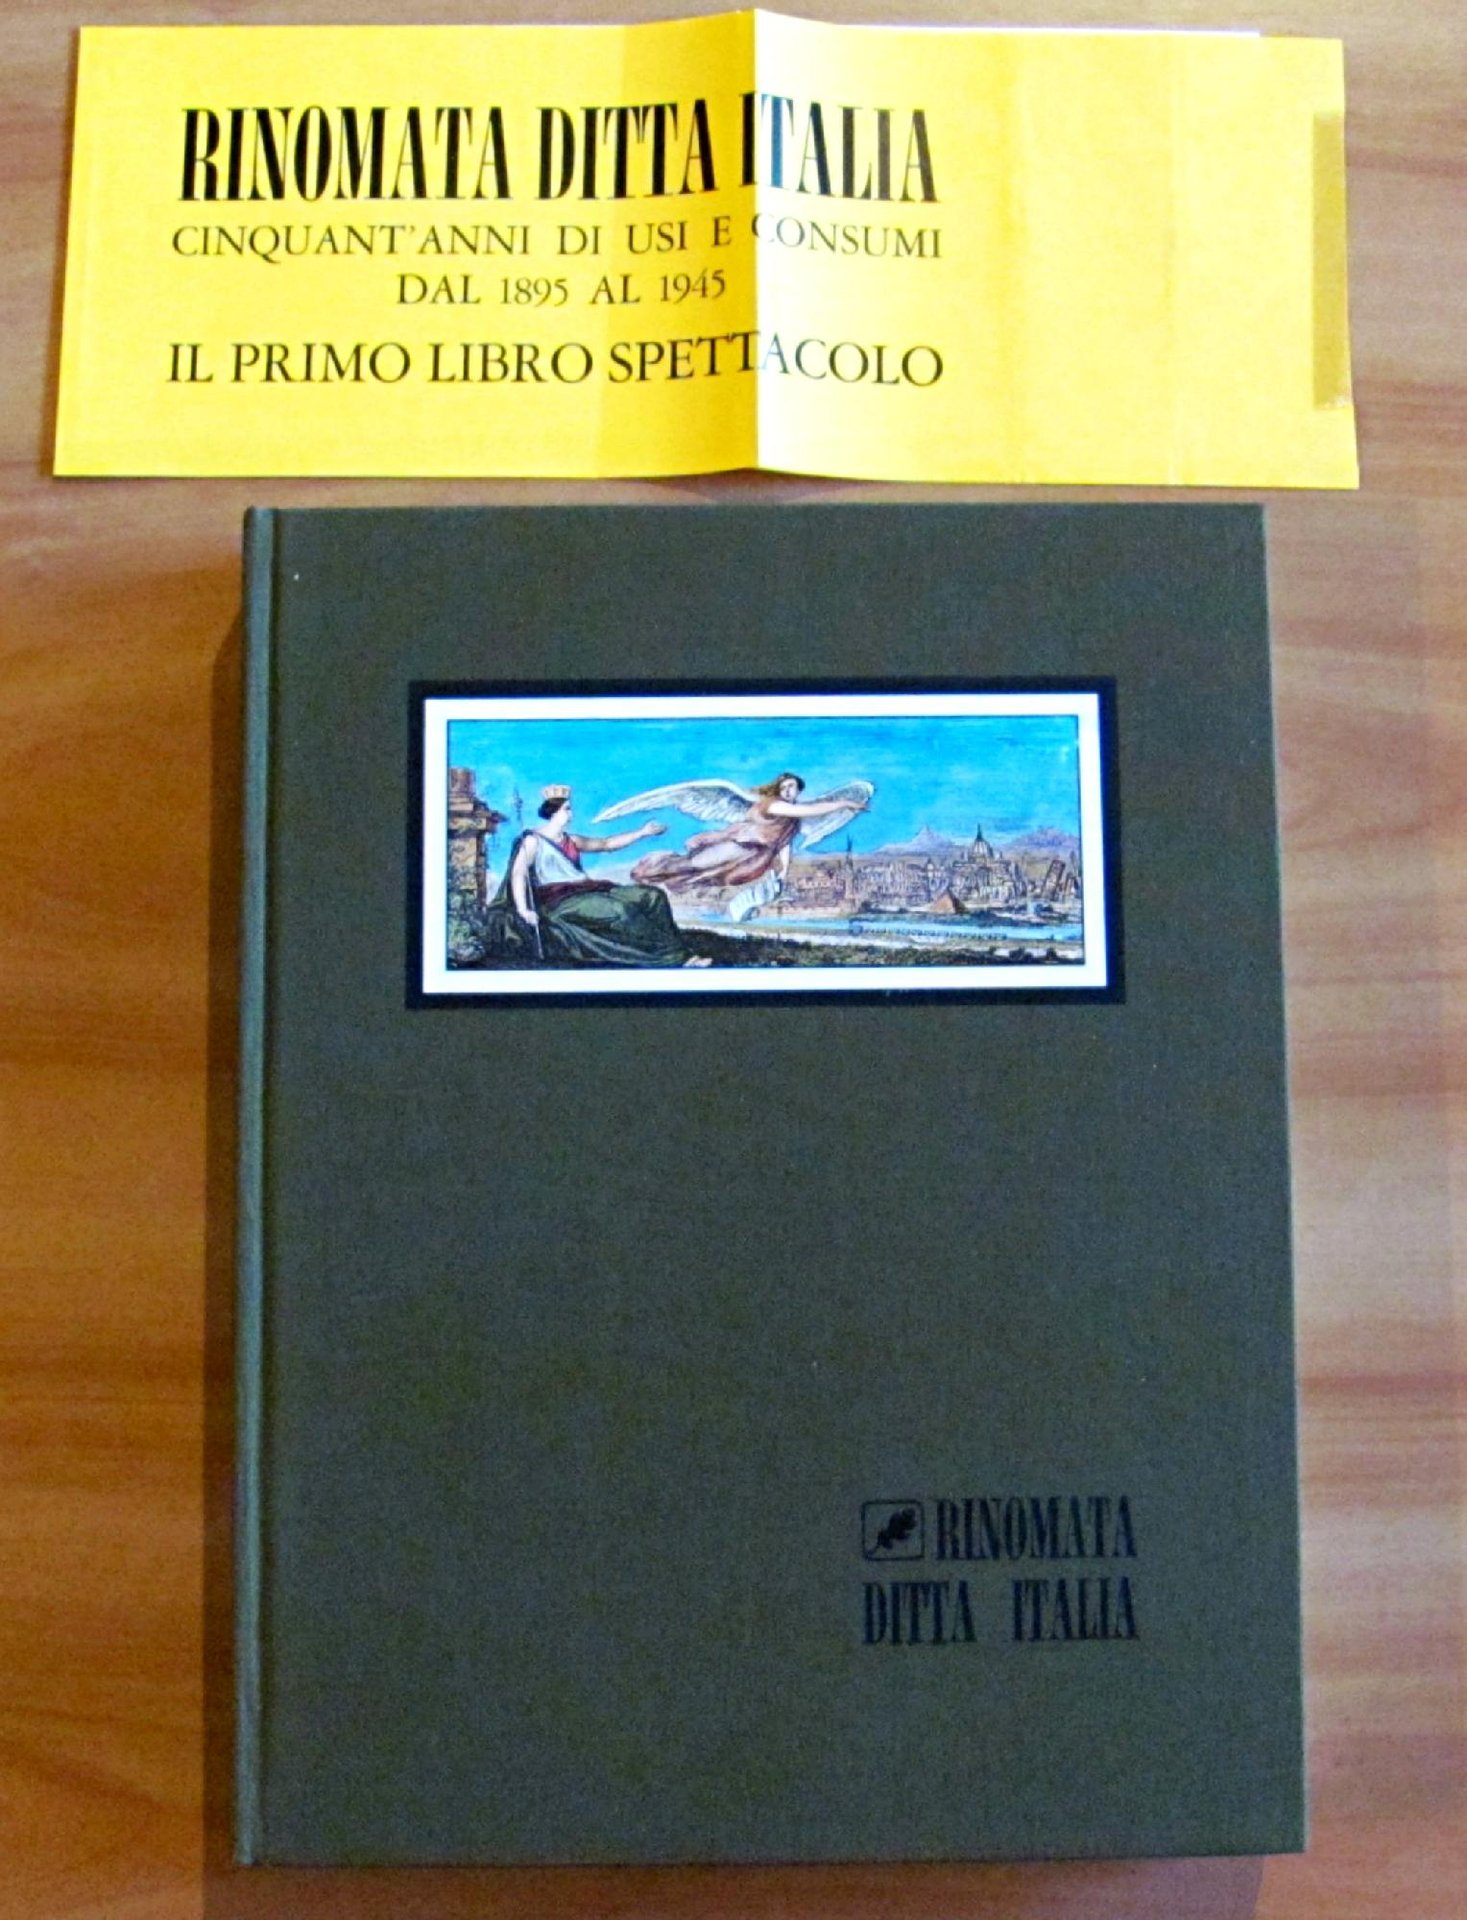 RINOMATA DITTA ITALIA
CINQUANT'ANNI DI USI E CONSUMI
DAL 1895 AL 1945
IL PRIMO LIBRO SPETTACOLO
RINOMATA
DITTA ITALIA